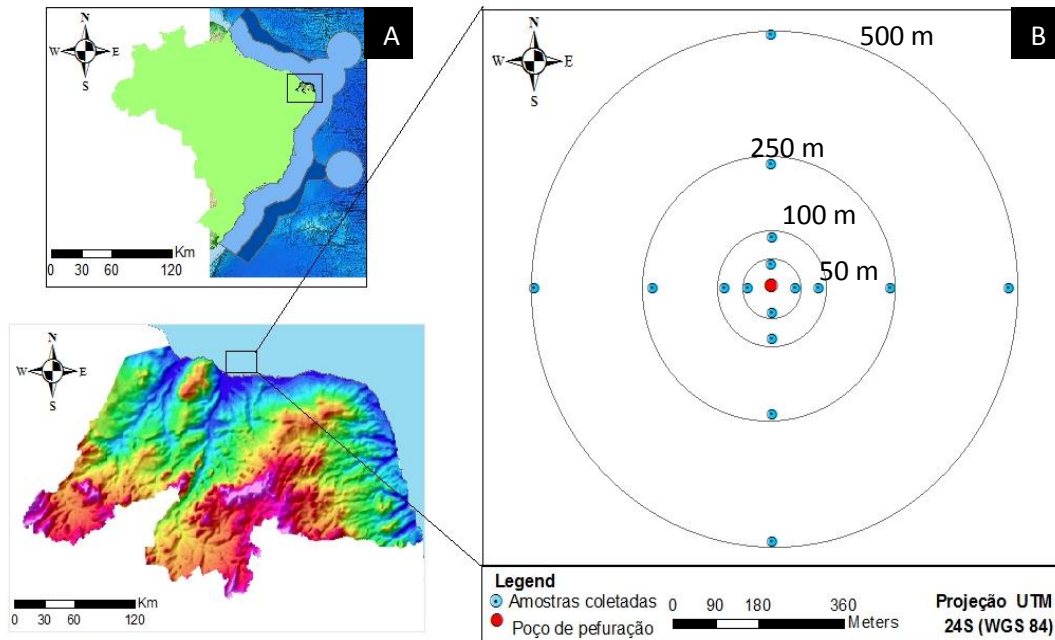 A
N
W E
S
Km
0 30 60 120
N
W E
S
Km
0 30 60 120
B
N
W E
S
500 m
250 m
100 m
50 m
Legend
Amostras coletadas
Poço de pefuração
0 90 180 360
Meters
Projeção UTM
24S (WGS 84)